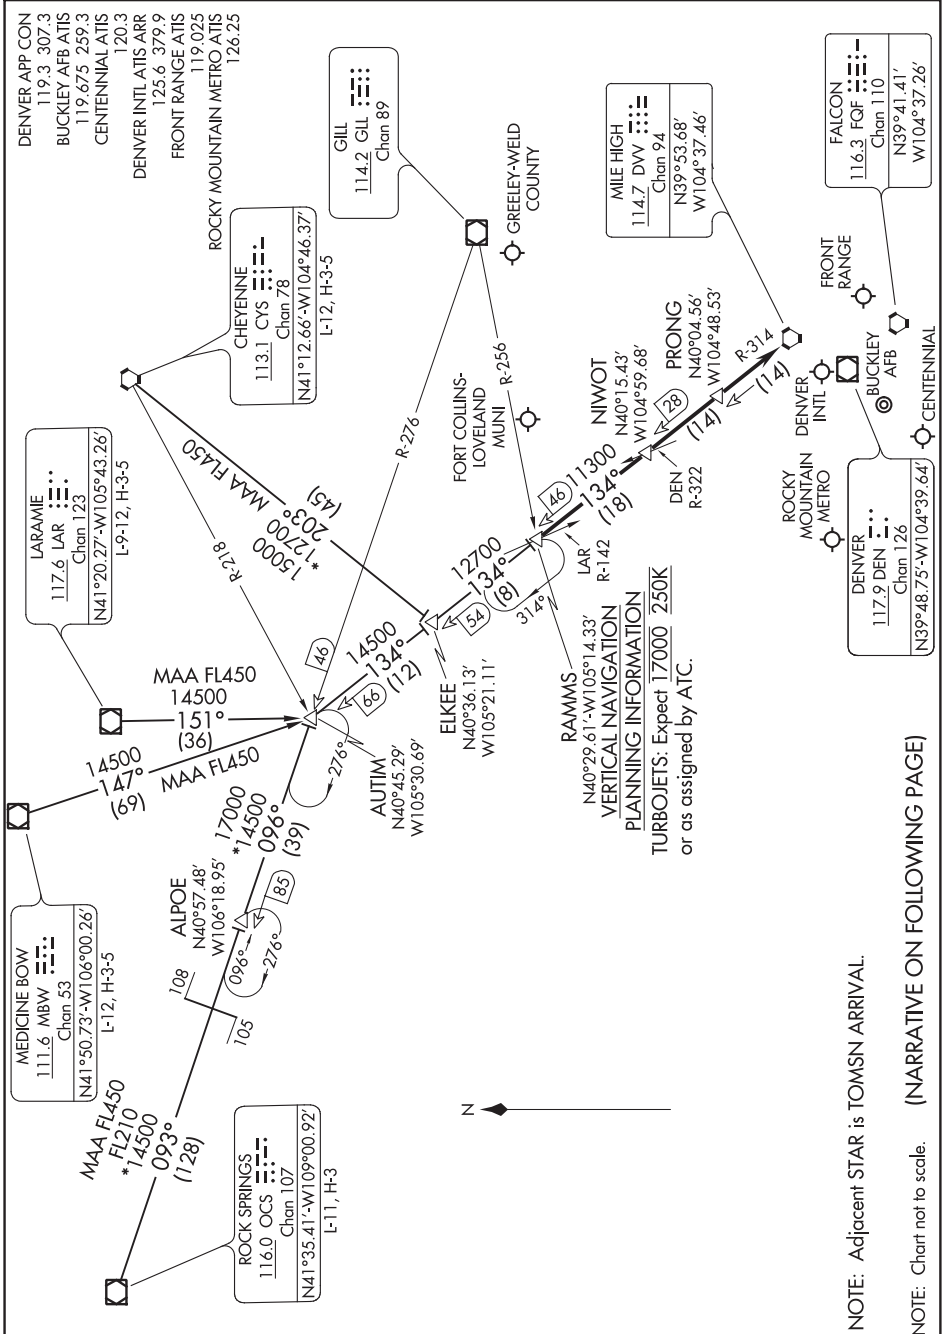 DENVER APP CON
119.3 307.3
BUCKLEY AFB ATIS
119.675 259.3
CENTENNIAL ATIS
120.3
DENVER INTL ATIS ARR
125.6 379.9
FRONT RANGE ATIS
119.025
ROCKY MOUNTAIN METRO ATIS
126.25
MEDICINE BOW
111.6 MBW
Chan 53
N41°50.73′-W106°00.26′
L-12, H-3-5
LARAMIE
117.6 LAR
Chan 123
N41°20.27′-W105°43.26′
L-9-12, H-3-5
CHEYENNE
113.1 CYS
Chan 78
N41°12.66′-W104°46.37′
L-12, H-3-5
GILL
114.2 GLL
Chan 89
ROCK SPRINGS
116.0 OCS
Chan 107
N41°35.41′-W109°00.92′
L-11, H-3
MAA FL450
FL210
*14500
093°
(128)
108
105
ALPOE
N40°57.48′
W106°18.95′
096°
276°
85
17000
*14500
096°
(39)
14500
147°
(69)
MAA FL450
MAA FL450
14500
151°
(36)
R-218
MAA FL450
15000
*12700
203°
(45)
R-276
R-256
276°
46
66
AUTIM
N40°45.29′
W105°30.69′
14500
134°
(12)
ELKEE
N40°36.13′
W105°21.11′
54
12700
134°
(8)
314°
46
RAMMS
N40°29.61′-W105°14.33′
LAR
R-142
11300
134°
(18)
NIWOT
N40°15.43′
W104°59.68′
DEN
R-322
28
(14)
PRONG
N40°04.56′
W104°48.53′
(14)
R-314
GREELEY-WELD
COUNTY
FORT COLLINS-
LOVELAND
MUNI
MILE HIGH
114.7 DVV
Chan 94
N39°53.68′
W104°37.46′
FALCON
116.3 FQF
Chan 110
N39°41.41′
W104°37.26′
FRONT
RANGE
DENVER
INTL
BUCKLEY
AFB
CENTENNIAL
ROCKY
MOUNTAIN
METRO
DENVER
117.9 DEN
Chan 126
N39°48.75′-W104°39.64′
VERTICAL NAVIGATION
PLANNING INFORMATION
TURBOJETS: Expect 17000 250K
or as assigned by ATC.
N
NOTE: Adjacent STAR is TOMSN ARRIVAL.
NOTE: Chart not to scale.
(NARRATIVE ON FOLLOWING PAGE)